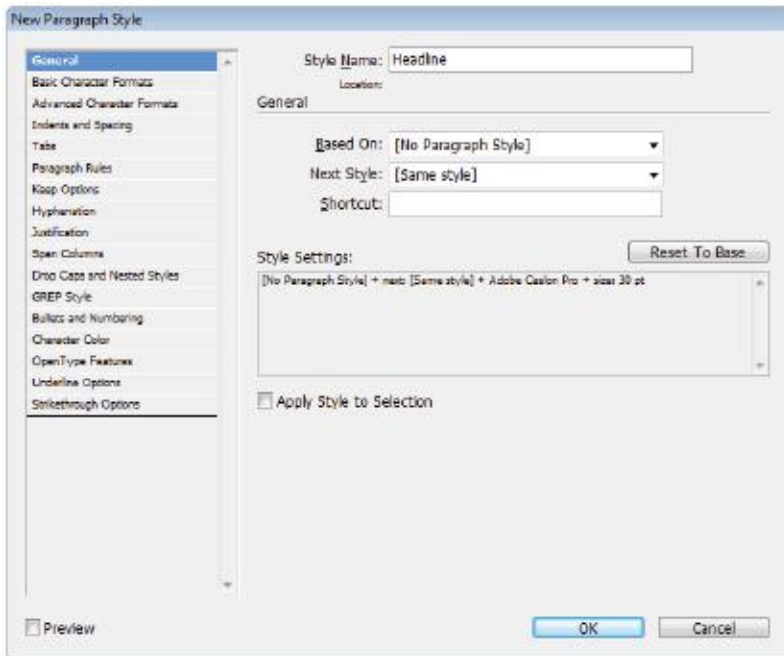 New Paragraph Style
General
Basic Character Formats
Advanced Character Formats
Indents and Spacing
Tabs
Paragraph Rules
Keep Options
Hyphenation
Justification
Span Columns
Drop Caps and Nested Styles
GREP Style
Bullets and Numbering
Character Color
OpenType Features
Underline Options
Strikethrough Options
Style Name: Headline
Location:
General
Based On: [No Paragraph Style]
Next Style: [Same style]
Shortcut:
Style Settings:
Reset To Base
[No Paragraph Style] + next: [Same style] + Adobe Caslon Pro + size: 30 pt
Apply Style to Selection
Preview
OK
Cancel